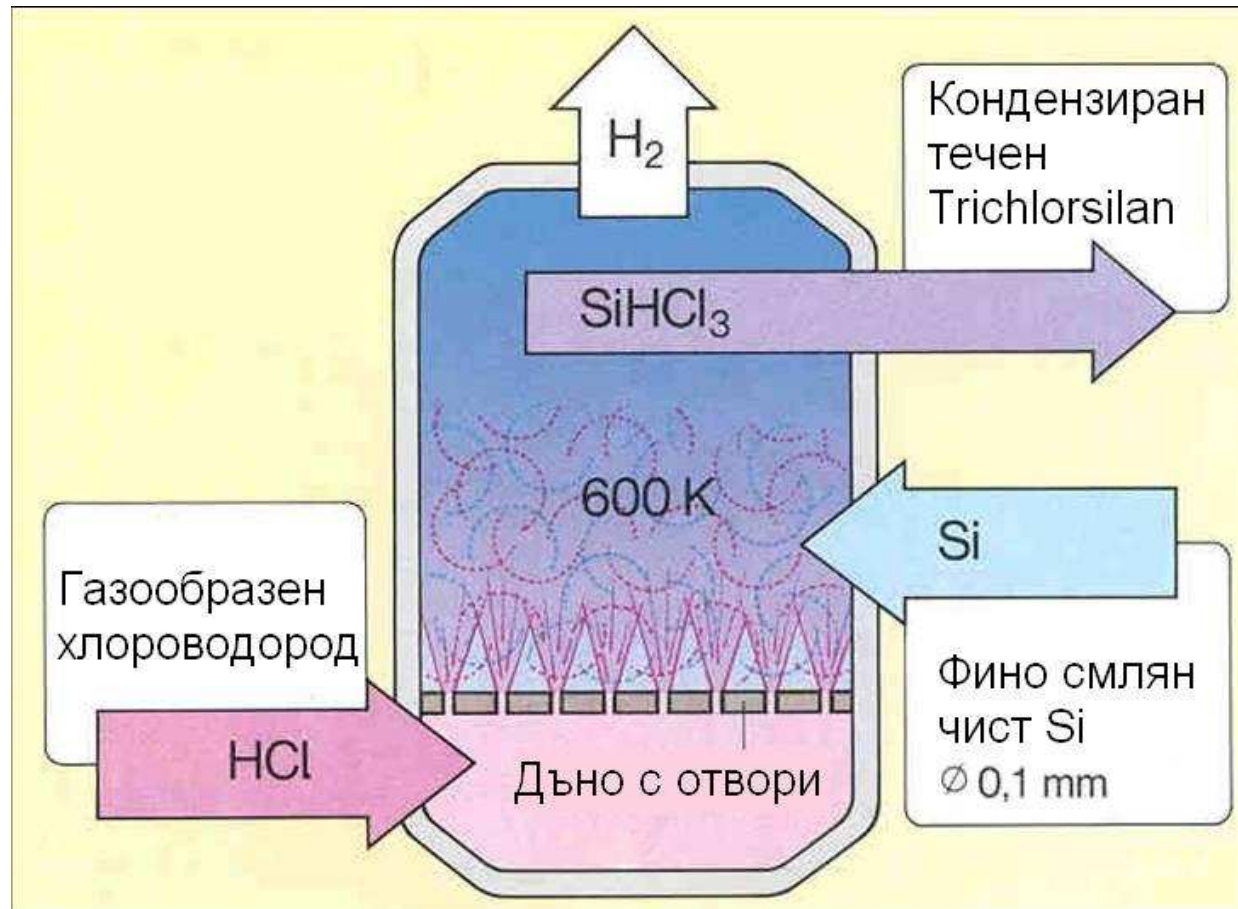 H₂
Кондензиран
течен
Trichlorsilan
SiHCl₃
600 K
Si
Газообразен
хлороводород
HCl
Дъно с отвори
Фино смлян
чист Si
Ø 0,1 mm